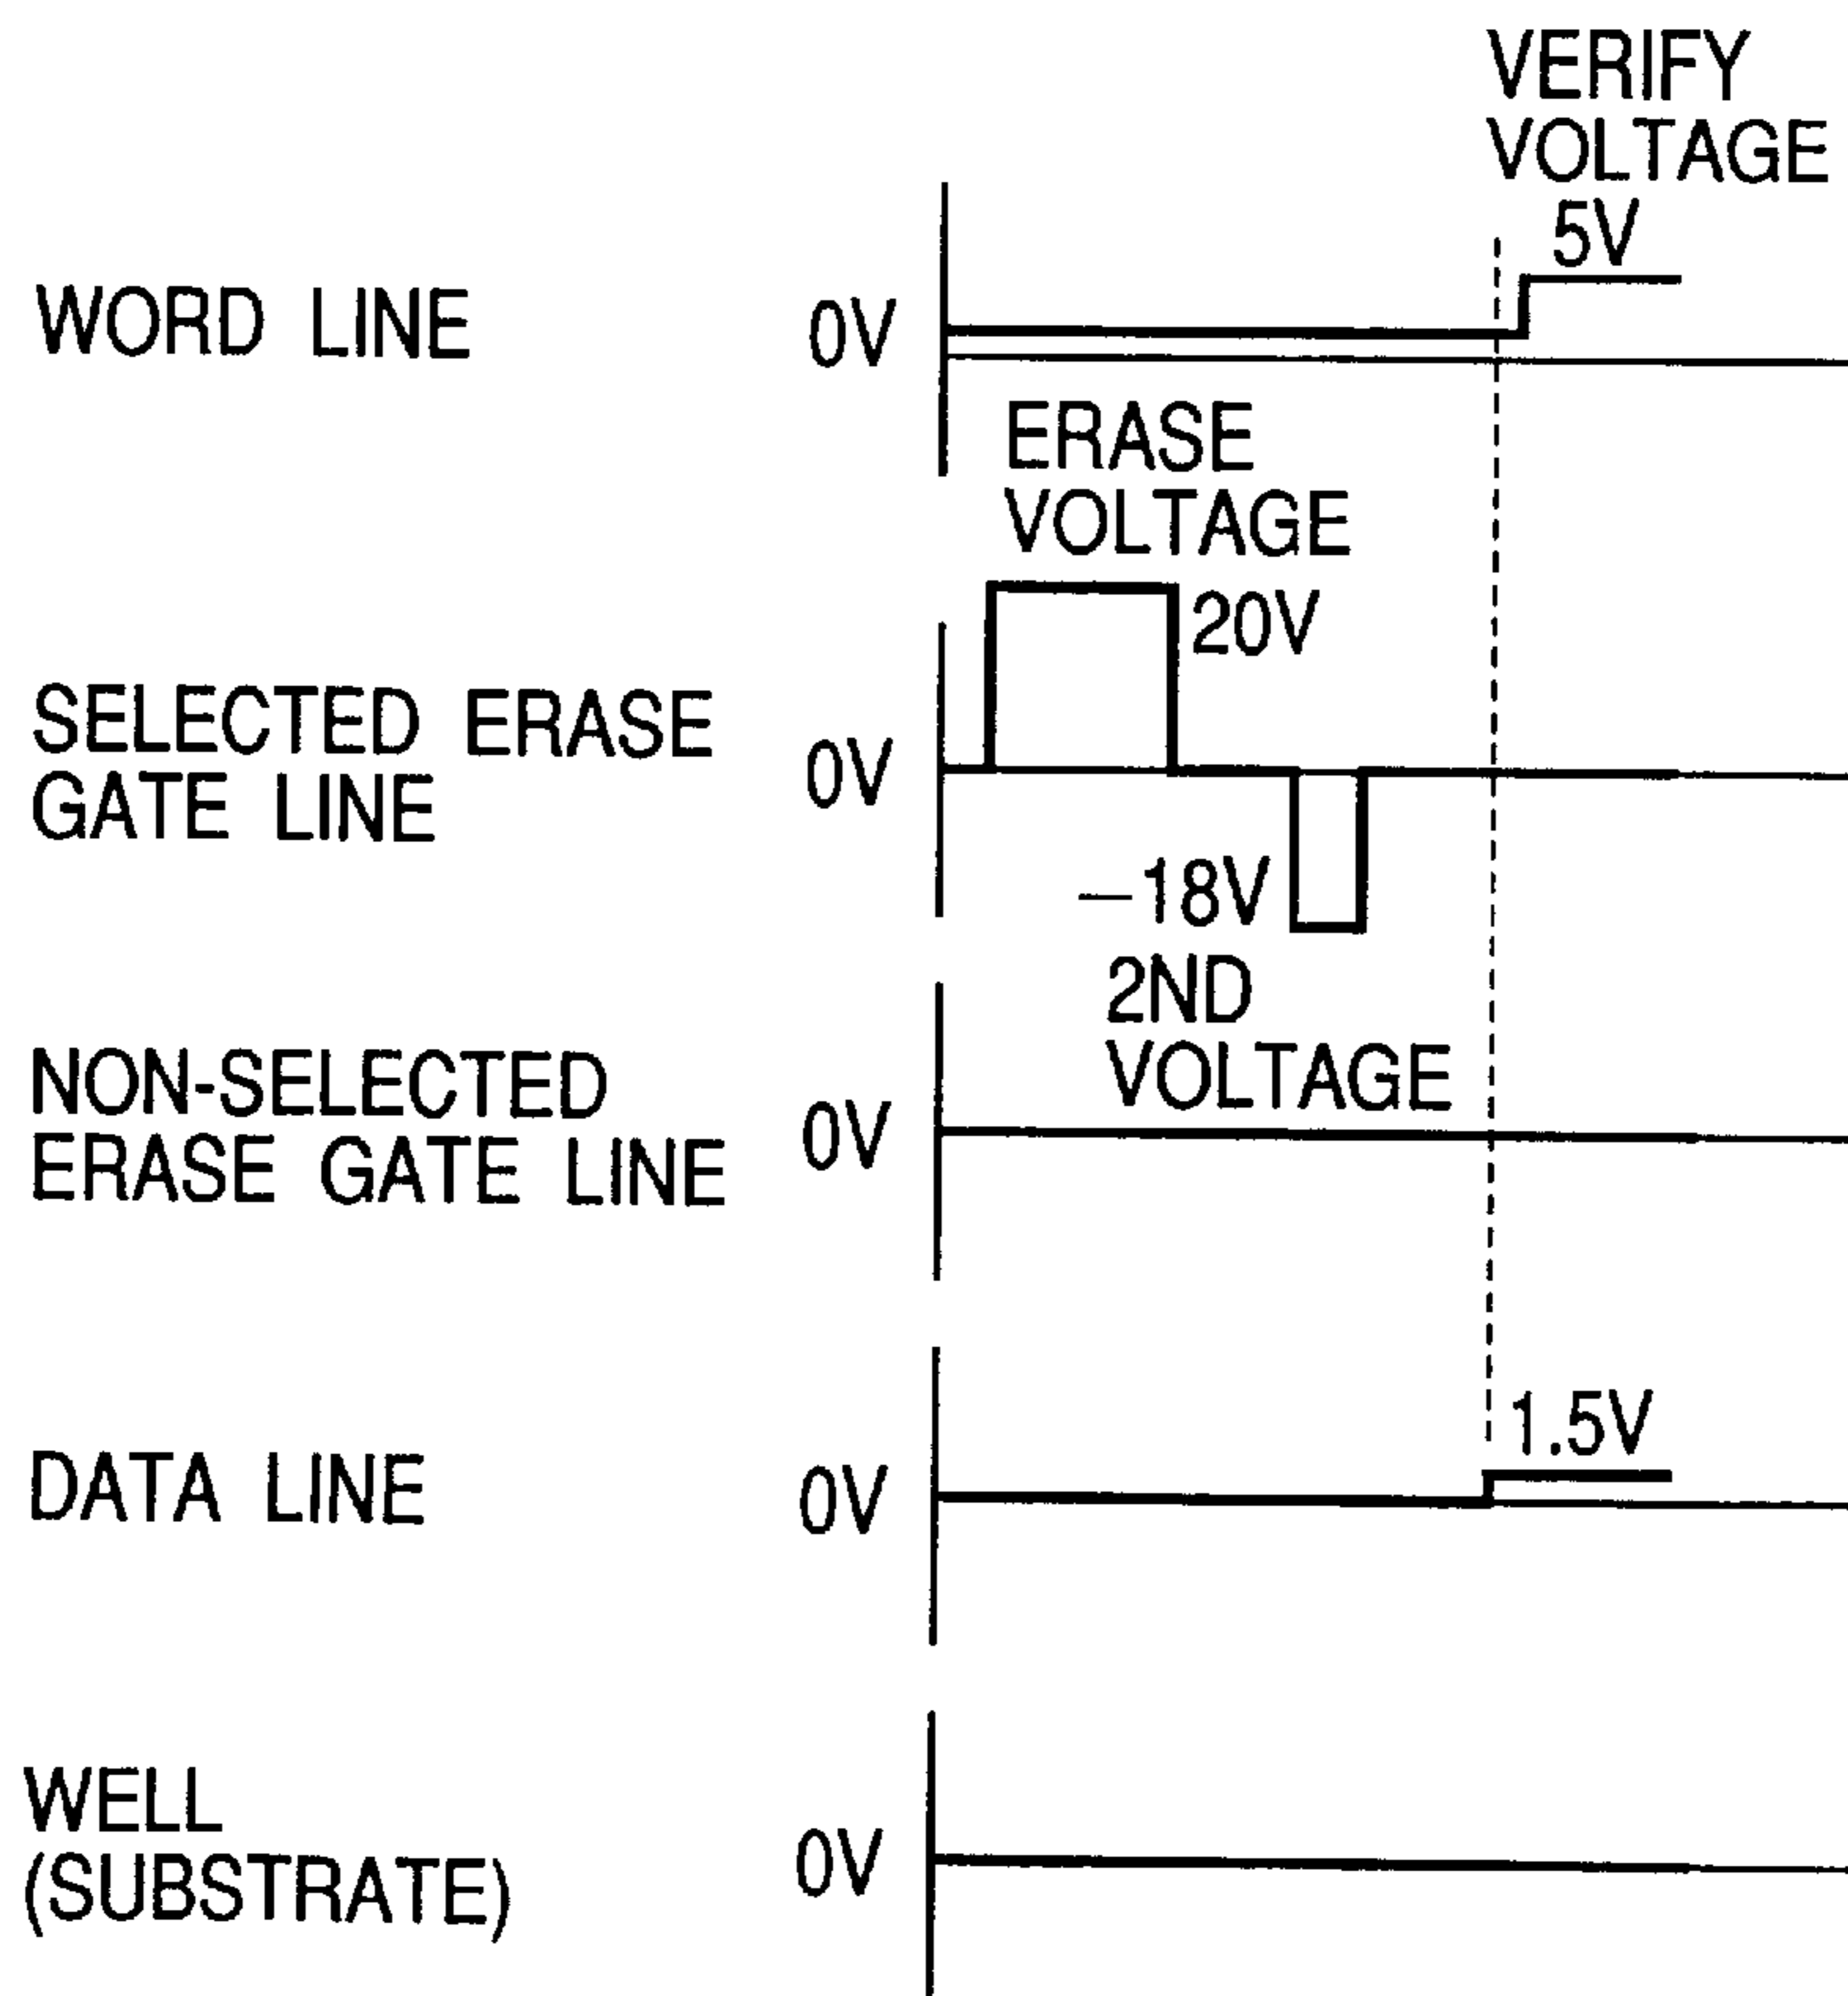 VERIFY
VOLTAGE
5V
WORD LINE
0V
ERASE
VOLTAGE
20V
SELECTED ERASE
GATE LINE
0V
—18V
2ND
VOLTAGE
NON-SELECTED
ERASE GATE LINE
0V
1.5V
DATA LINE
0V
WELL
(SUBSTRATE)
0V